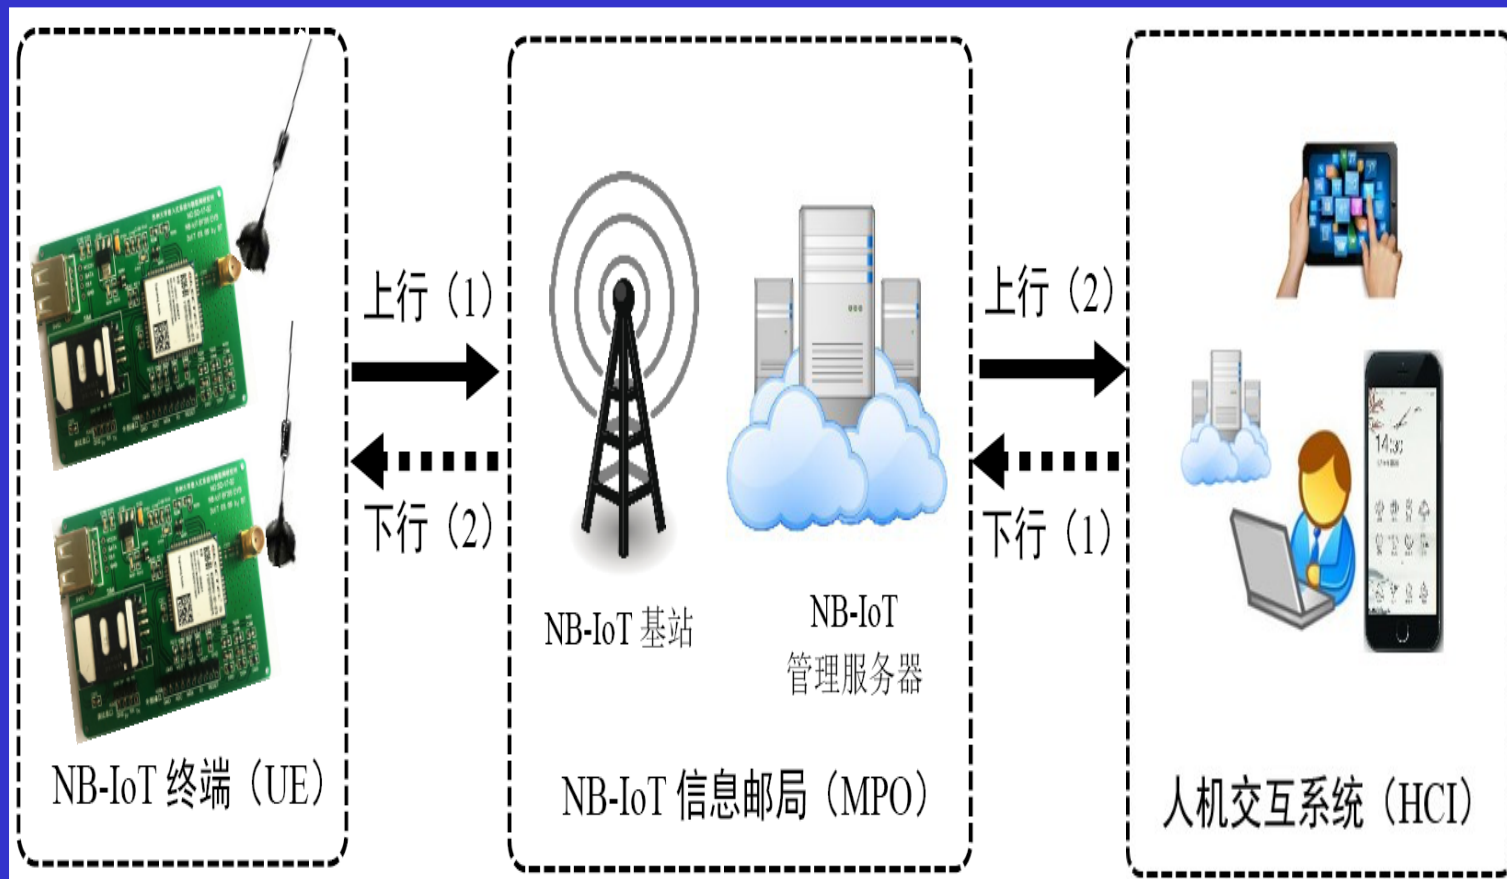 上行（1）
下行（2）
NB-IoT 终端（UE）
NB-IoT 基站
NB-IoT
管理服务器
NB-IoT 信息邮局（MPO）
上行（2）
下行（1）
14:30
人机交互系统（HCI）